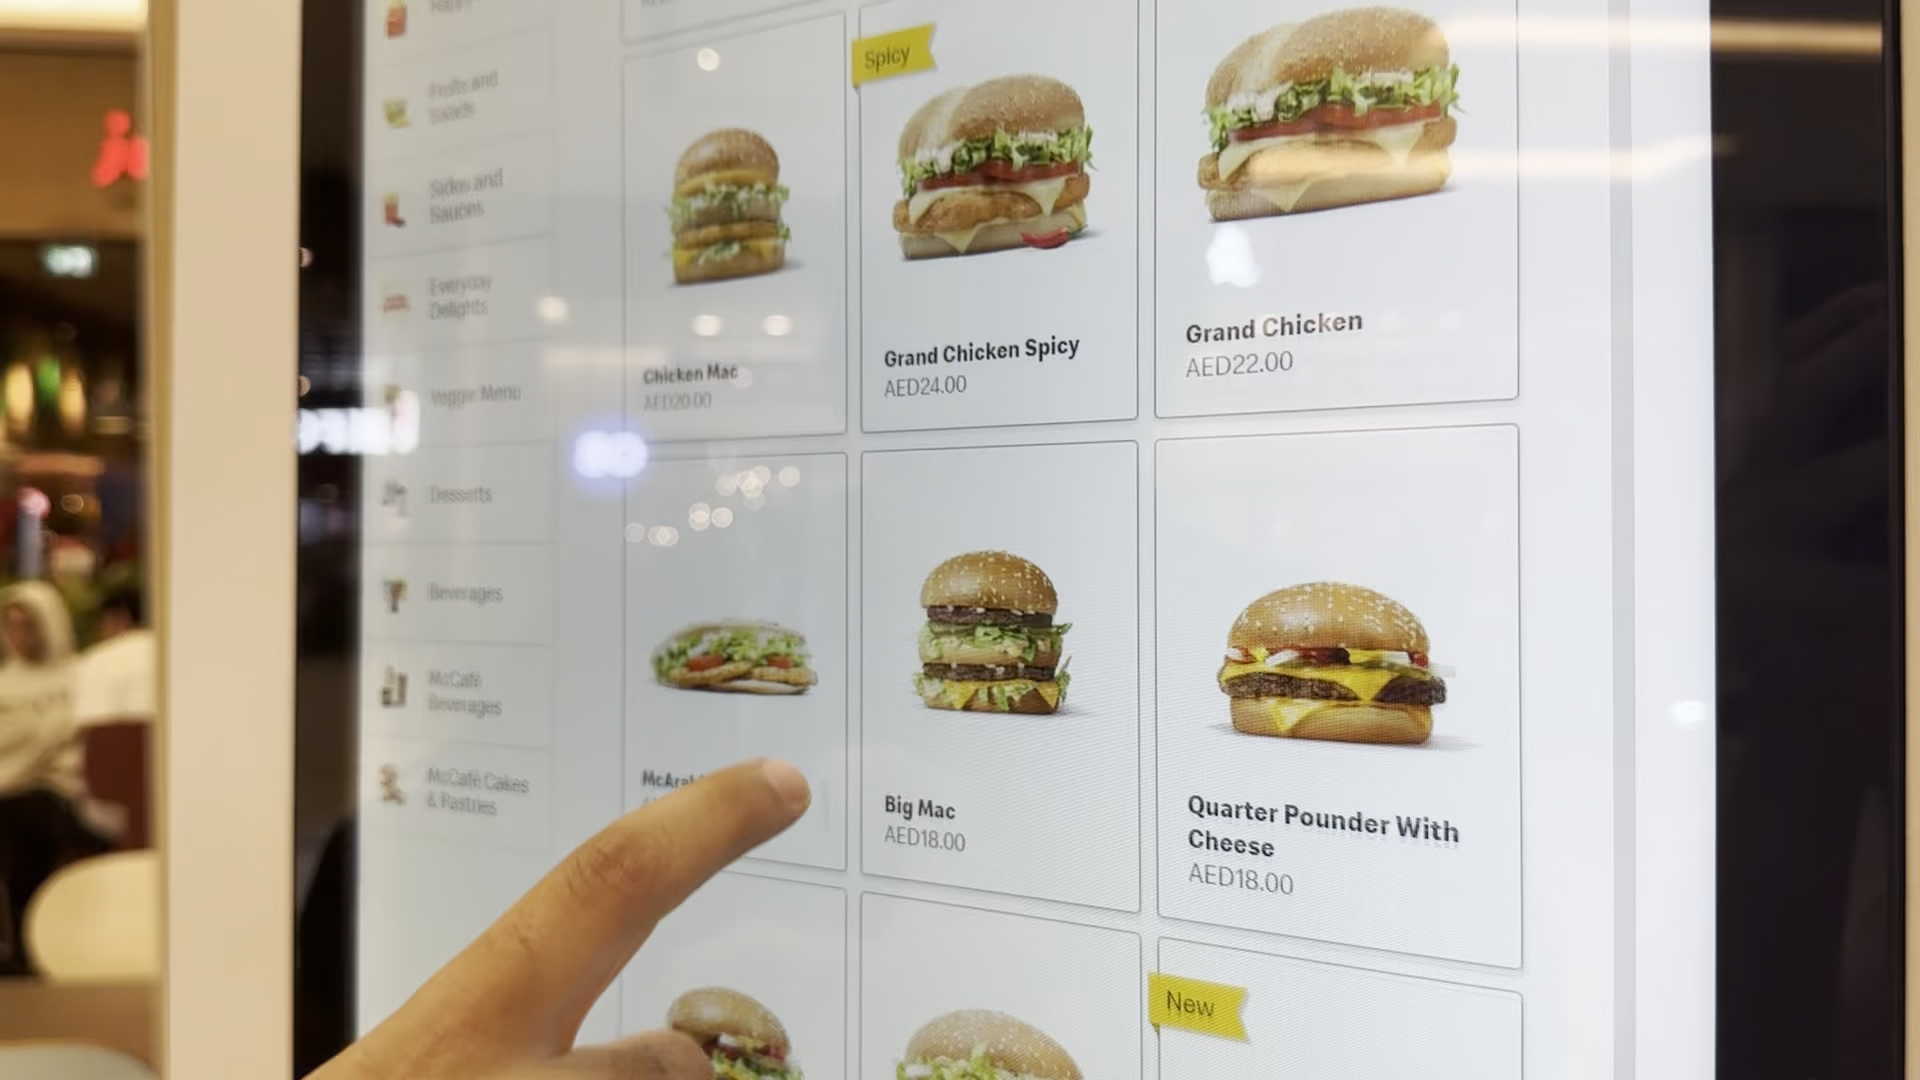 Happy
Fruits and
Salads
Sides and
Sauces
Everyday
Delights
Veggie Menu
Desserts
Beverages
McCafé
Beverages
McCafé Cakes
& Pastries
Chicken Mac
AED20.00
Spicy
Grand Chicken Spicy
AED24.00
Grand Chicken
AED22.00
Big Mac
AED18.00
Quarter Pounder With
Cheese
AED18.00
New